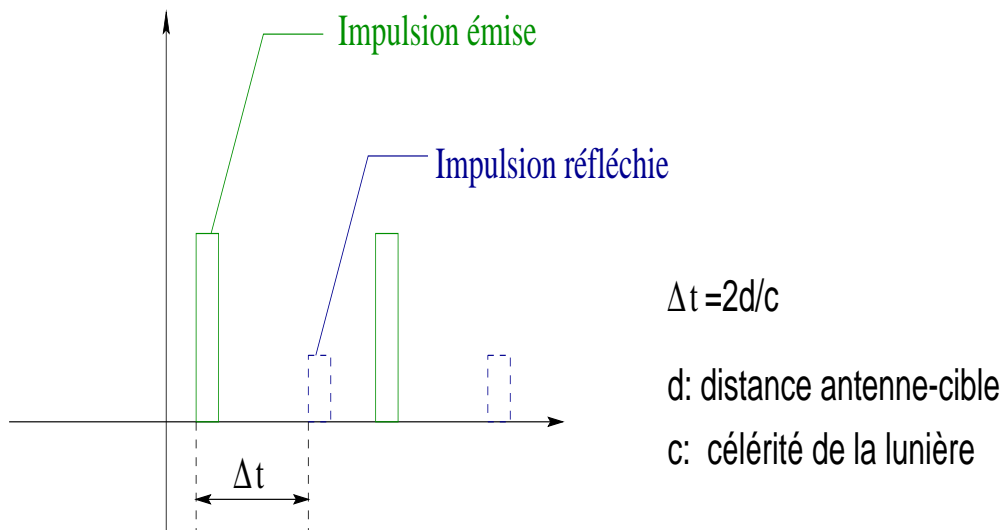 Impulsion émise
Impulsion réfléchie
Δt =2d/c
d: distance antenne-cible
c: célérité de la lunière
Δt